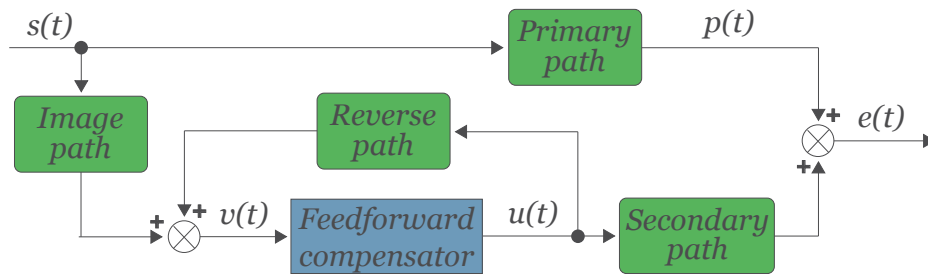 s(t)
Primary
path
p(t)
Image
path
Reverse
path
+
e(t)
+
+
+
v(t)
Feedforward
compensator
u(t)
Secondary
path